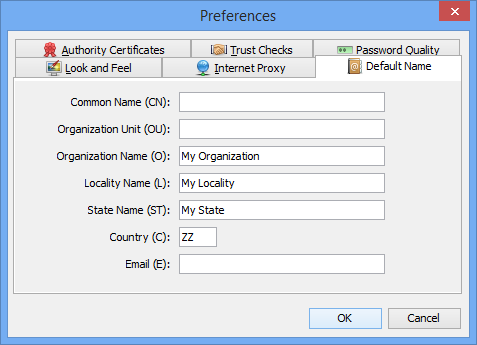 Preferences
Authority Certificates Trust Checks Password Quality
Look and Feel Internet Proxy Default Name
Common Name (CN):
Organization Unit (OU):
Organization Name (O): My Organization
Locality Name (L): My Locality
State Name (ST): My State
Country (C): ZZ
Email (E):
OK Cancel